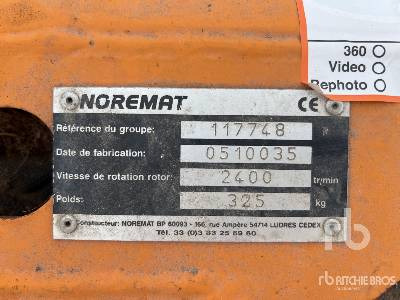 NOREMAT CE
Référence du groupe: 117748
Date de fabrication: 0510035
Vitesse de rotation rotor: 2400 tr/min
Poids: 325 kg
Constructeur: NOREMAT BP 60093 - 166, rue Ampère 54714 LUDRES CEDEX
Tél. 33 (0)3 83 25 69 60
360
Video
Rephoto
rb
RITCHIE BROS